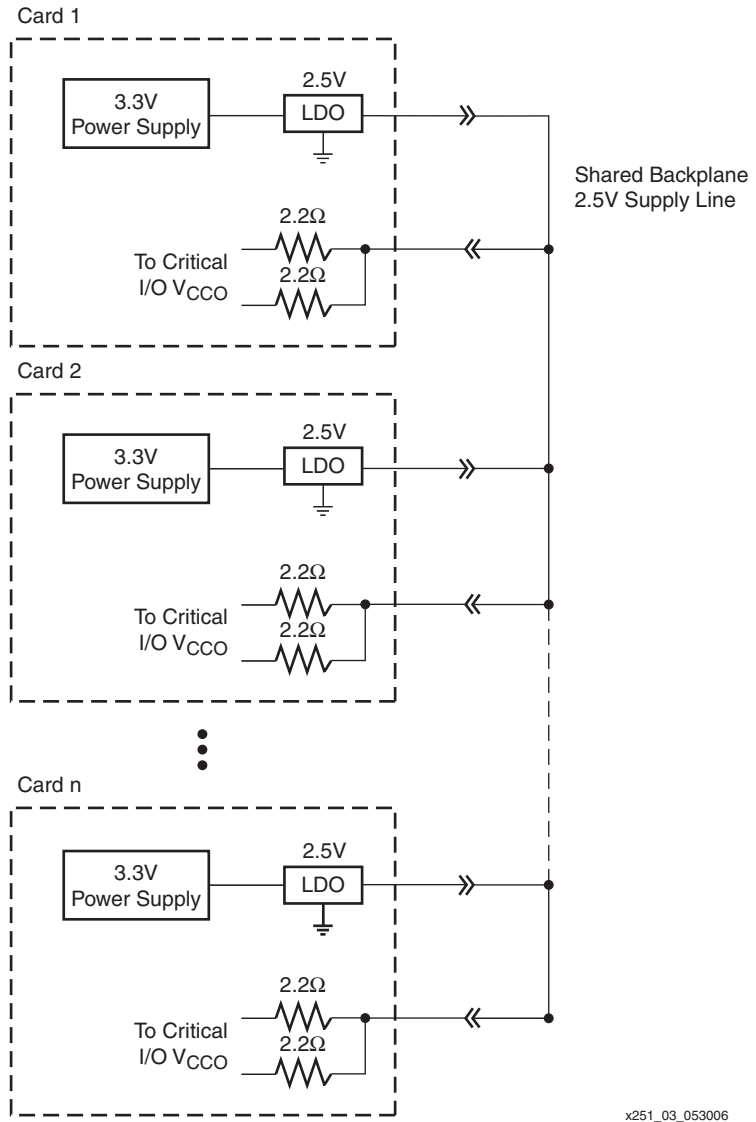 Card 1
3.3V
Power Supply
2.5V
LDO
Shared Backplane
2.5V Supply Line
2.2Ω
To Critical
I/O VCCO
2.2Ω
Card 2
3.3V
Power Supply
2.5V
LDO
2.2Ω
To Critical
I/O VCCO
2.2Ω
Card n
3.3V
Power Supply
2.5V
LDO
2.2Ω
To Critical
I/O VCCO
2.2Ω
x251_03_053006